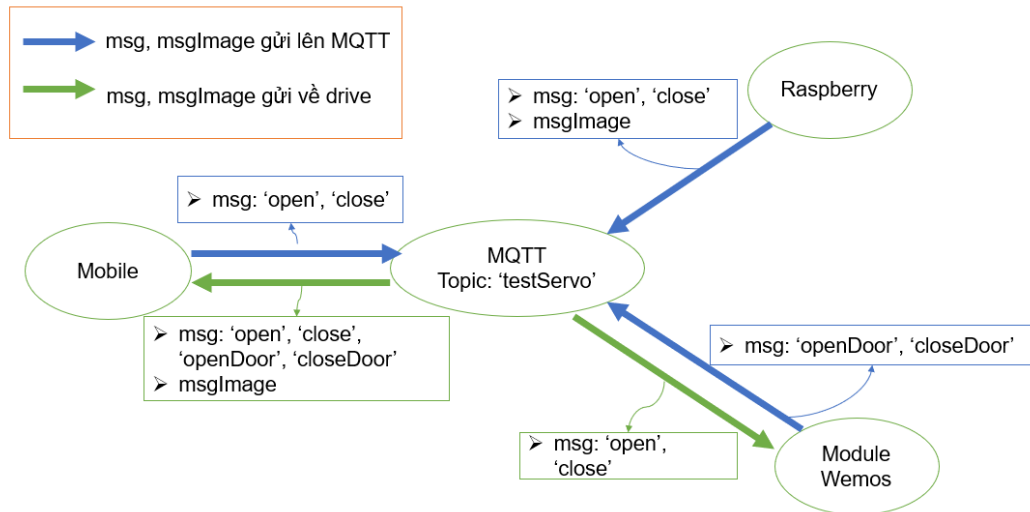 msg, msgImage gửi lên MQTT
msg, msgImage gửi về drive
Raspberry
➢ msg: ‘open’, ‘close’
➢ msgImage
➢ msg: ‘open’, ‘close’
Mobile
MQTT
Topic: ‘testServo’
➢ msg: ‘open’, ‘close’,
‘openDoor’, ‘closeDoor’
➢ msgImage
➢ msg: ‘openDoor’, ‘closeDoor’
➢ msg: ‘open’,
‘close’
Module
Wemos